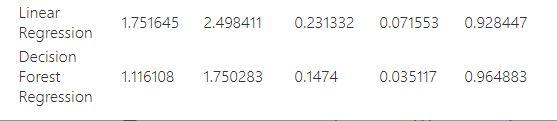 Linear
Regression 1.751645 2.498411 0.231332 0.071553 0.928447
Decision
Forest 1.116108 1.750283 0.1474 0.035117 0.964883
Regression